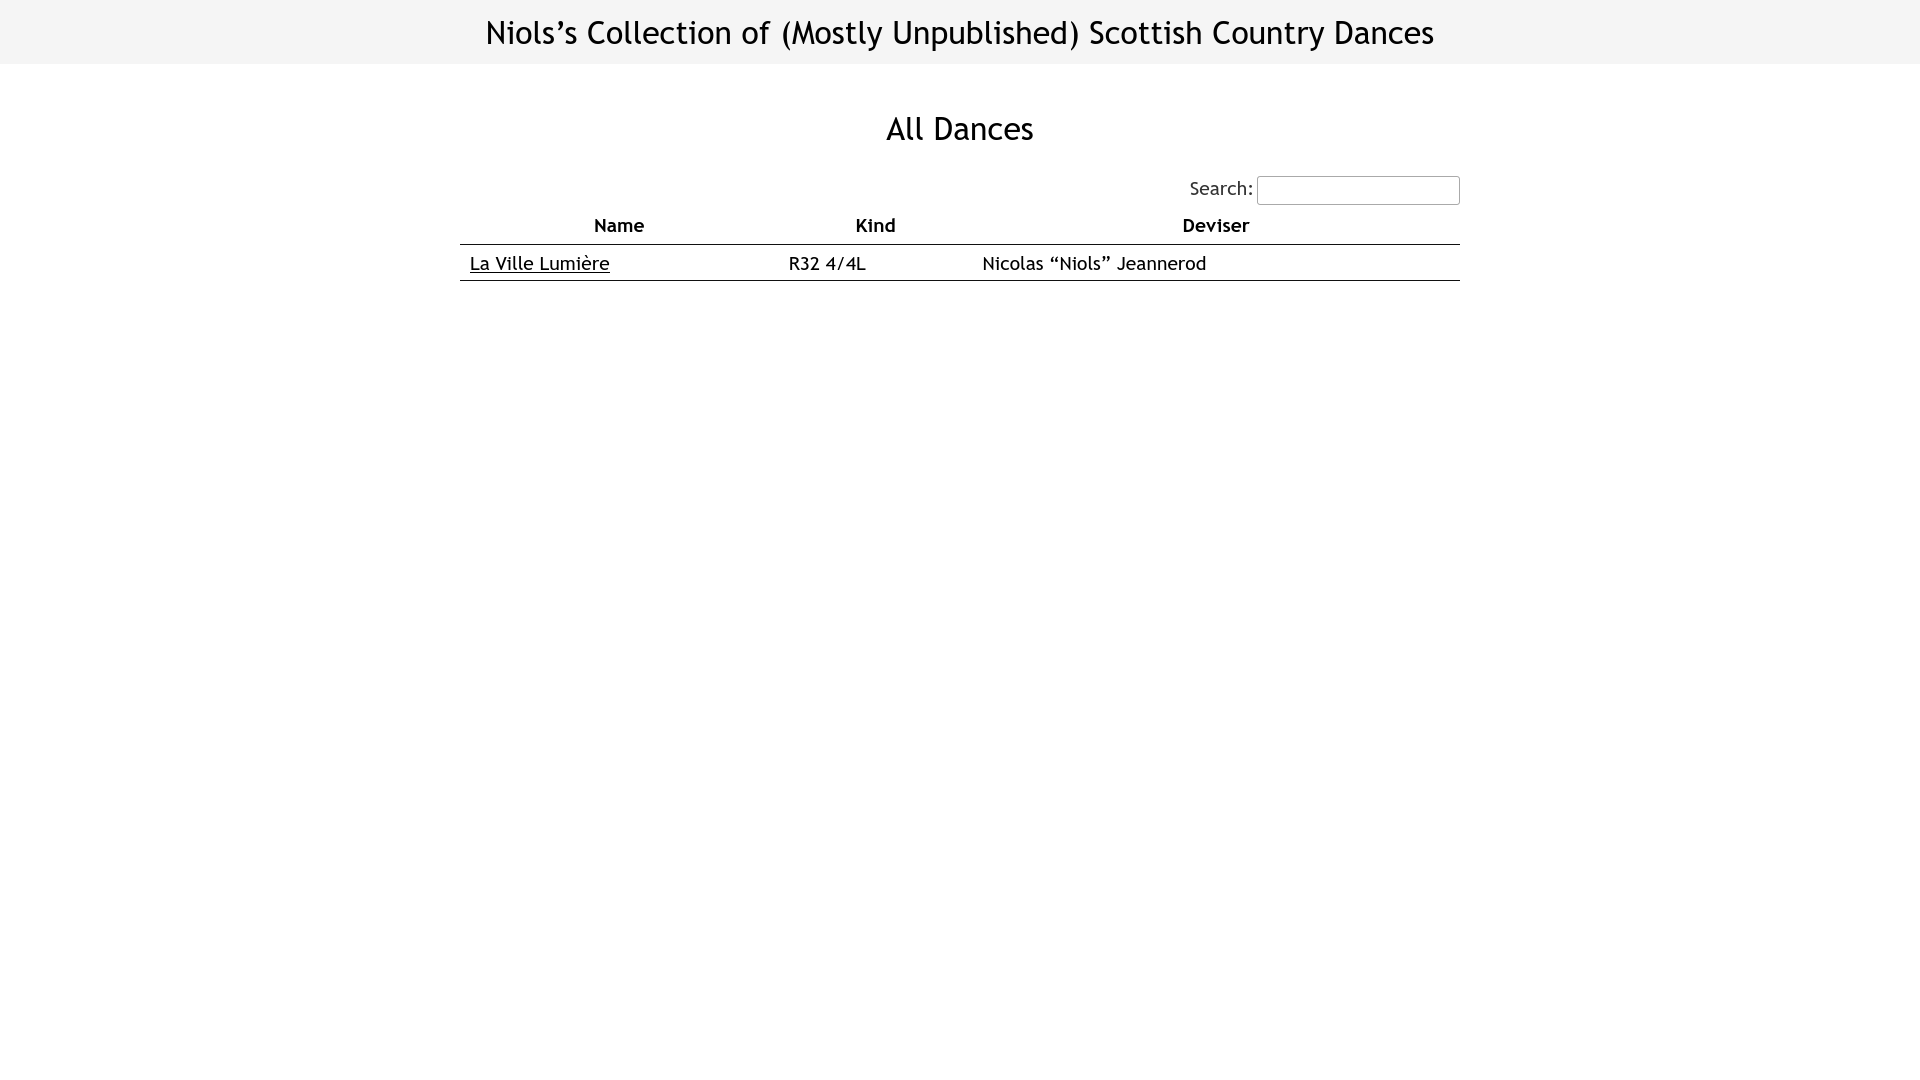 Niols’s Collection of (Mostly Unpublished) Scottish Country Dances
All Dances
Search:
Name Kind Deviser
La Ville Lumière R32 4/4L Nicolas “Niols” Jeannerod